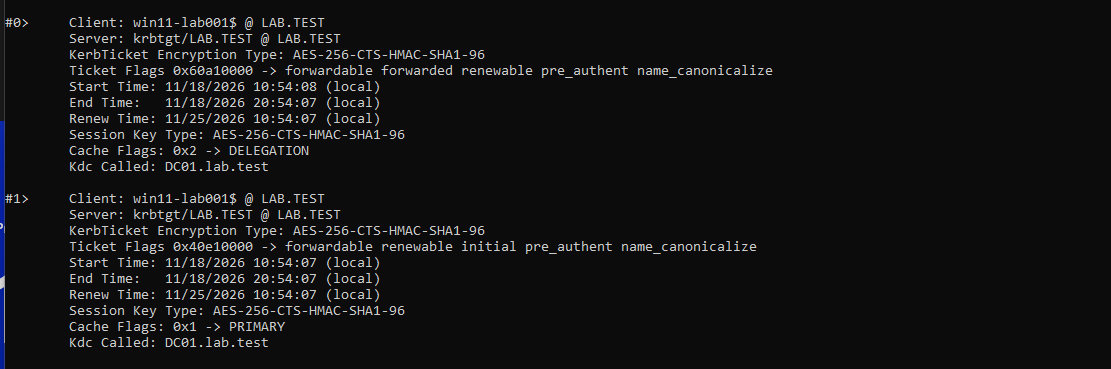 #0>     Client: win11-lab001$ @ LAB.TEST
        Server: krbtgt/LAB.TEST @ LAB.TEST
        KerbTicket Encryption Type: AES-256-CTS-HMAC-SHA1-96
        Ticket Flags 0x60a10000 -> forwardable forwarded renewable pre_authent name_canonicalize
        Start Time: 11/18/2026 10:54:08 (local)
        End Time:   11/18/2026 20:54:07 (local)
        Renew Time: 11/25/2026 10:54:07 (local)
        Session Key Type: AES-256-CTS-HMAC-SHA1-96
        Cache Flags: 0x2 -> DELEGATION
        Kdc Called: DC01.lab.test

#1>     Client: win11-lab001$ @ LAB.TEST
        Server: krbtgt/LAB.TEST @ LAB.TEST
        KerbTicket Encryption Type: AES-256-CTS-HMAC-SHA1-96
        Ticket Flags 0x40e10000 -> forwardable renewable initial pre_authent name_canonicalize
        Start Time: 11/18/2026 10:54:07 (local)
        End Time:   11/18/2026 20:54:07 (local)
        Renew Time: 11/25/2026 10:54:07 (local)
        Session Key Type: AES-256-CTS-HMAC-SHA1-96
        Cache Flags: 0x1 -> PRIMARY
        Kdc Called: DC01.lab.test